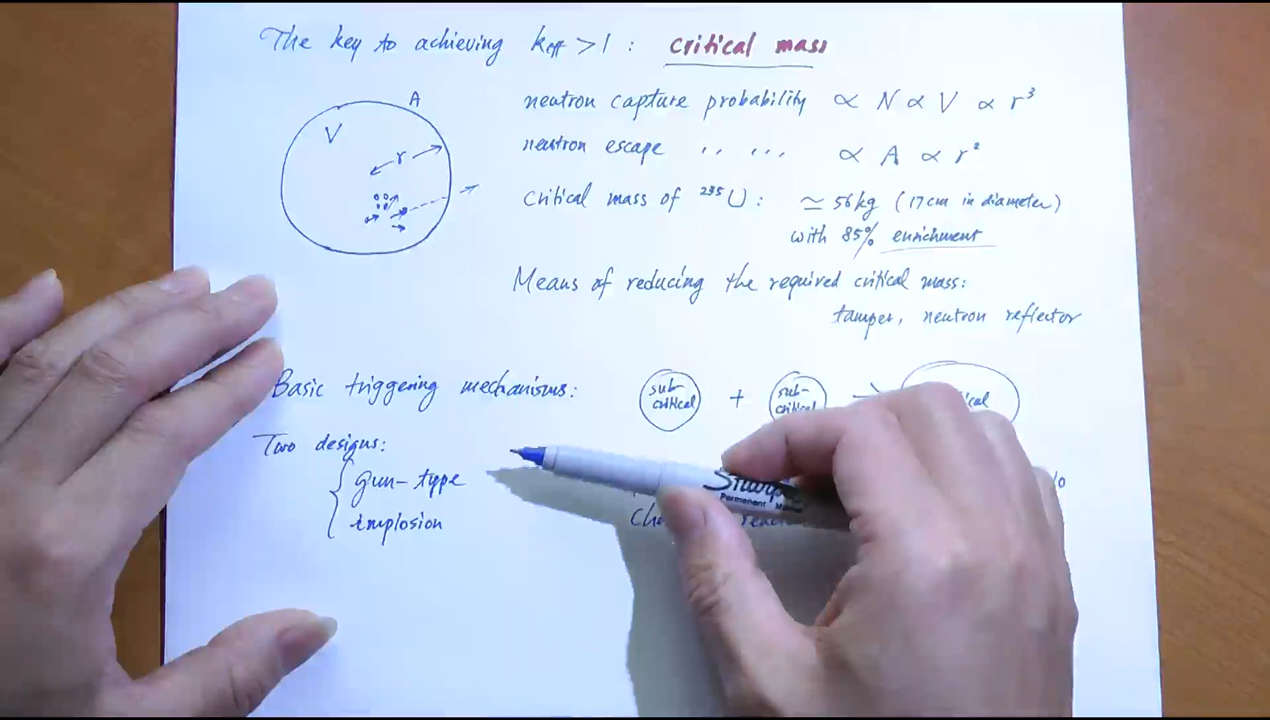 The key to achieving keff > 1 : critical mass
A
V
r
neutron capture probability ∝ N ∝ V ∝ r³
neutron escape .. ... ∝ A ∝ r²
critical mass of ²³⁵U : ≃ 56kg (17cm in diameter)
with 85% enrichment
Means of reducing the required critical mass:
tamper, neutron reflector
Basic triggering mechanisms: sub-critical + sub-critical →
Two designs:
gun-type
implosion
Sharpie
Permanent